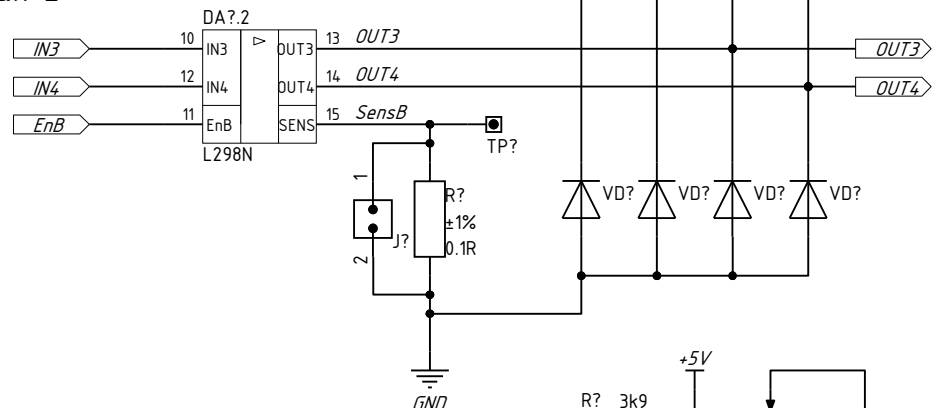 DA?.2
IN3 10 IN3 OUT3 13 OUT3 OUT3
IN4 12 IN4 OUT4 14 OUT4 OUT4
EnB 11 EnB SENS 15 SensB
L298N
TP?
1
R?
±1%
0.1R
J?
2
VD? VD? VD? VD?
GND
+5V
R? 3k9